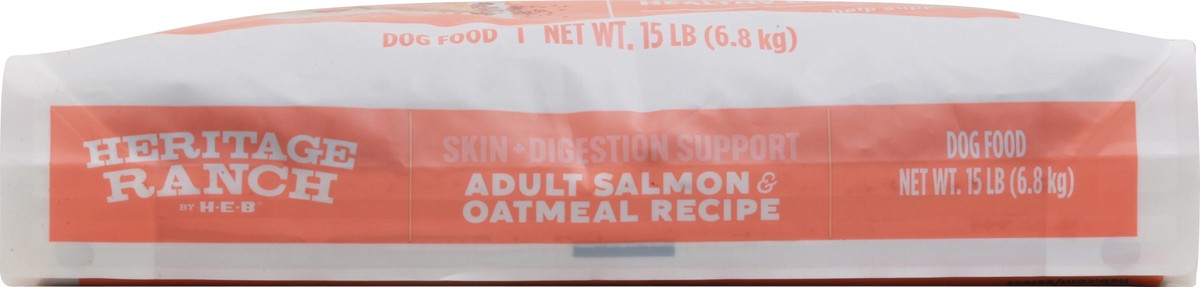 DOG FOOD | NET WT. 15 LB (6.8 kg)
HERITAGE
RANCH
BY H-E-B
SKIN + DIGESTION SUPPORT
ADULT SALMON &
OATMEAL RECIPE
DOG FOOD
NET WT. 15 LB (6.8 kg)